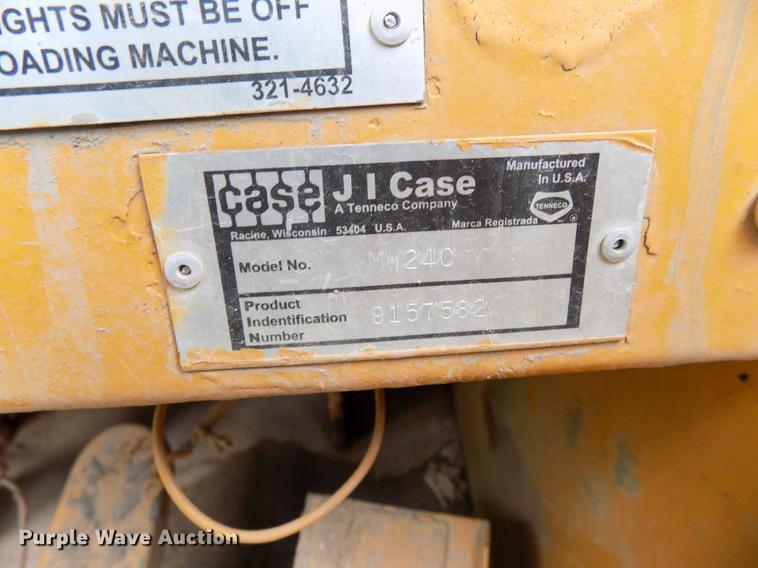 IGHTS MUST BE OFF
OADING MACHINE.
321-4632
case J I Case
A Tenneco Company
Manufactured
In U.S.A.
TENNECO
®
Racine, Wisconsin 53404 U.S.A. Marca Registrada
Model No. MW24C
Product
Indentification
Number
9157582
Purple Wave Auction